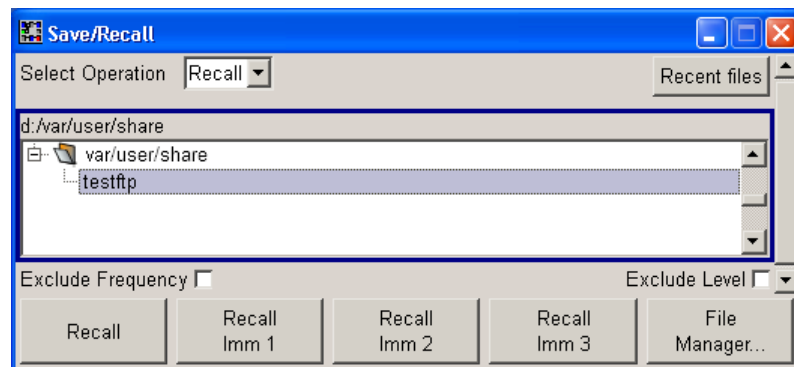 Save/Recall
Select Operation Recall Recent files
d:/var/user/share
var/user/share
testftp
Exclude Frequency Exclude Level
Recall Recall Imm 1 Recall Imm 2 Recall Imm 3 File Manager...